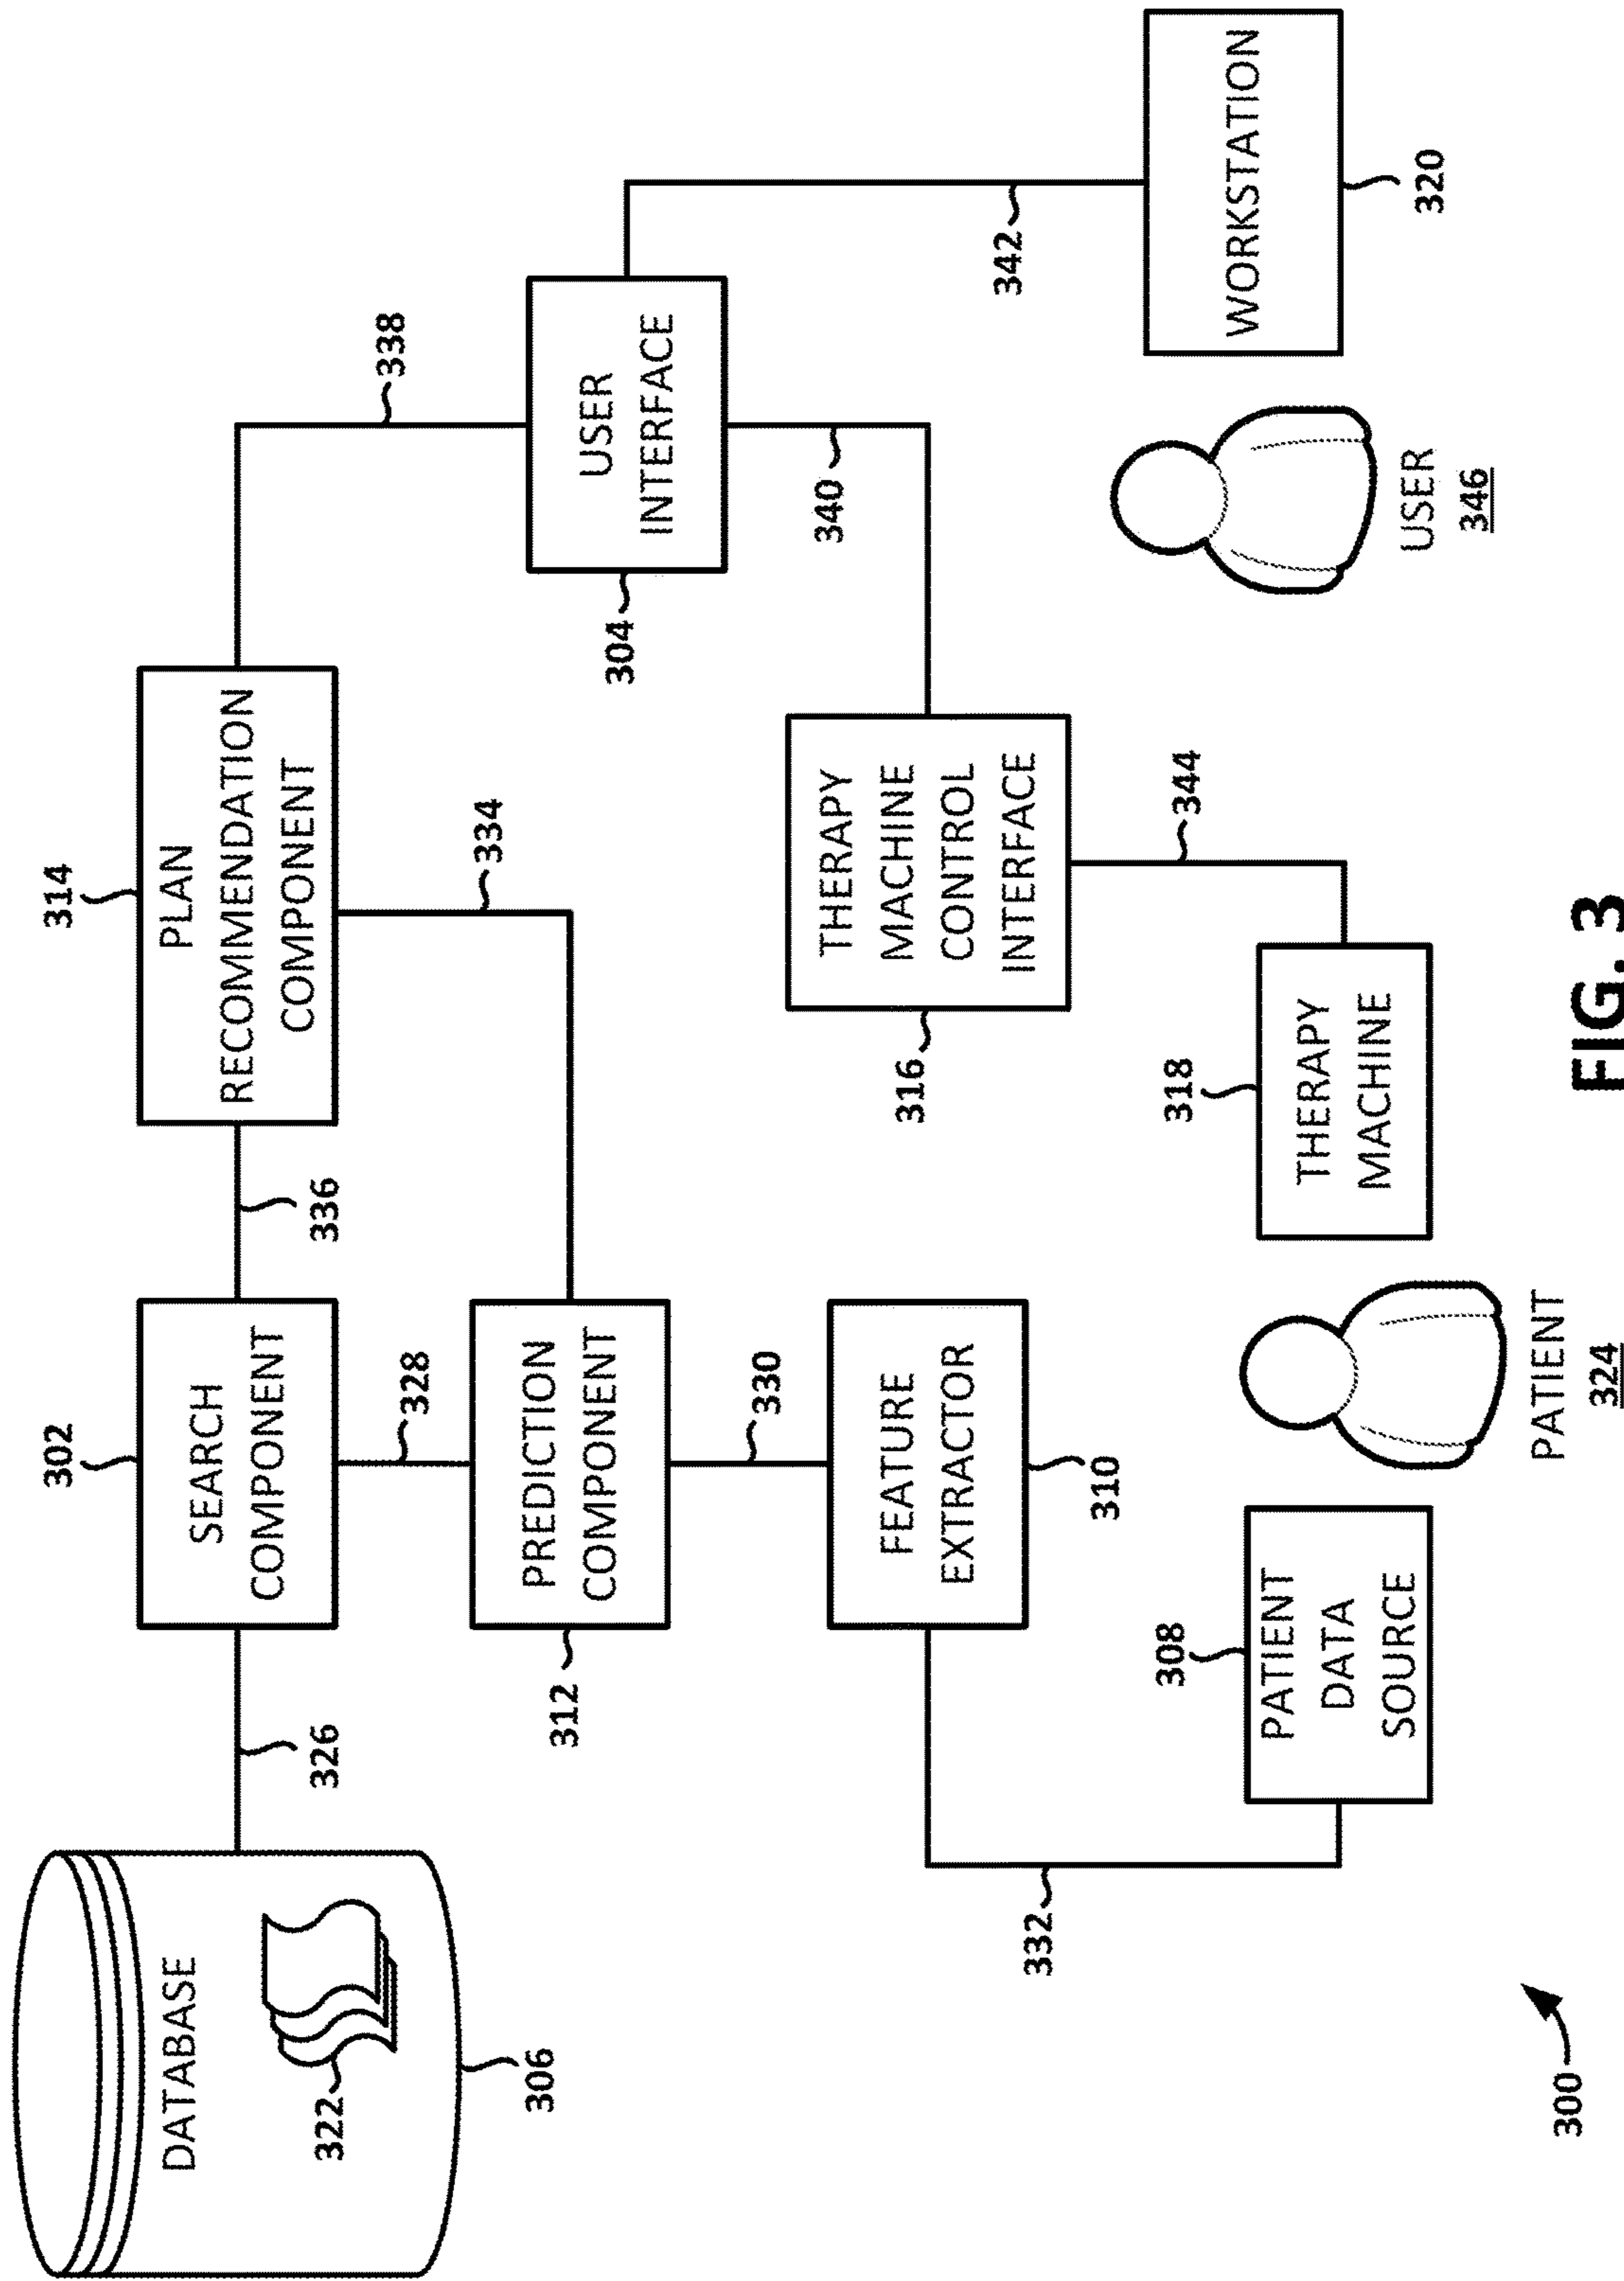 DATABASE
322
306
326
302
SEARCH
COMPONENT
336
314
PLAN
RECOMMENDATION
COMPONENT
338
328
334
312
PREDICTION
COMPONENT
304
USER
INTERFACE
330
340
342
FEATURE
EXTRACTOR
310
316
THERAPY
MACHINE
CONTROL
INTERFACE
332
308
PATIENT
DATA
SOURCE
PATIENT
324
318
THERAPY
MACHINE
344
USER
346
WORKSTATION
320
300
FIG. 3